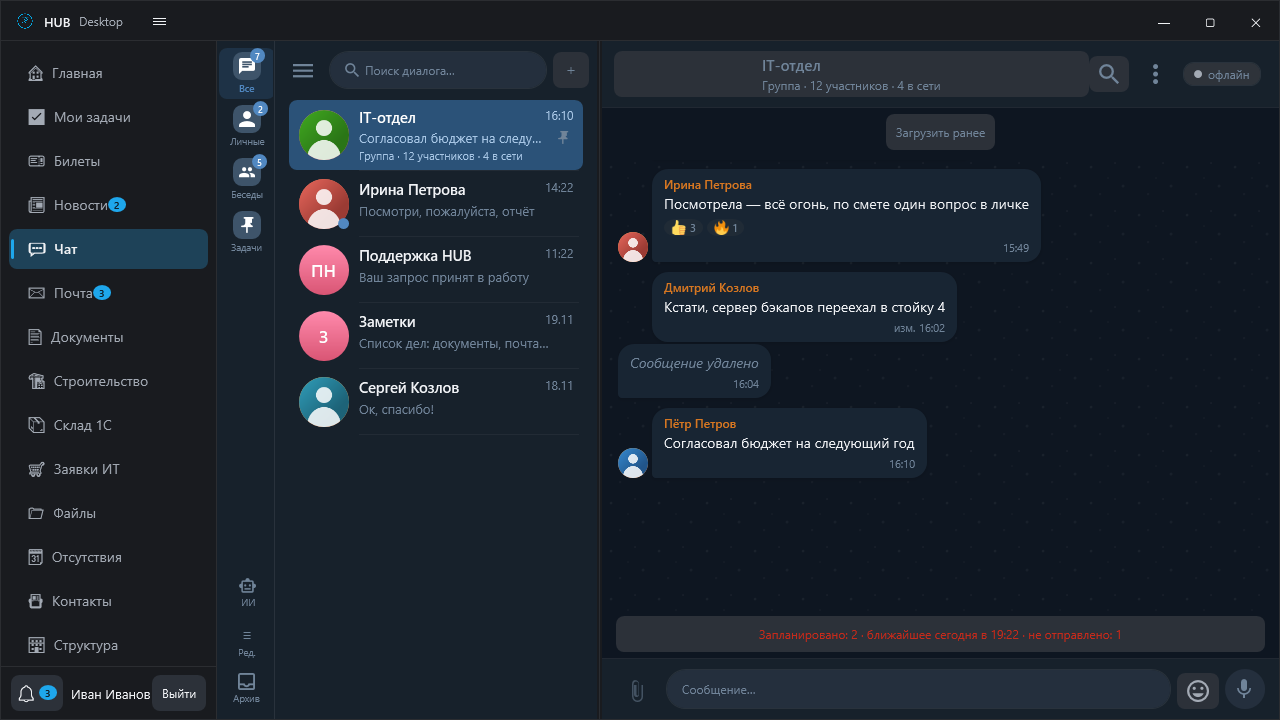 HUB Desktop
Главная
Мои задачи
Билеты
Новости 2
Чат
Почта 3
Документы
Строительство
Склад 1С
Заявки ИТ
Файлы
31 Отсутствия
Контакты
Структура
3 Иван Иванов Выйти
7
Все
2
Личные
5
Беседы
Задачи
ИИ
Ред.
Архив
Поиск диалога...
+
IT-отдел 16:10
Согласовал бюджет на следу...
Группа · 12 участников · 4 в сети
Ирина Петрова 14:22
Посмотри, пожалуйста, отчёт
ПН
Поддержка HUB 11:22
Ваш запрос принят в работу
З
Заметки 19.11
Список дел: документы, почта...
Сергей Козлов 18.11
Ок, спасибо!
IT-отдел
Группа · 12 участников · 4 в сети
офлайн
Загрузить ранее
Ирина Петрова
Посмотрела — всё огонь, по смете один вопрос в личке
👍 3 🔥 1
15:49
Дмитрий Козлов
Кстати, сервер бэкапов переехал в стойку 4
изм. 16:02
Сообщение удалено
16:04
Пётр Петров
Согласовал бюджет на следующий год
16:10
Запланировано: 2 · ближайшее сегодня в 19:22 · не отправлено: 1
Сообщение...